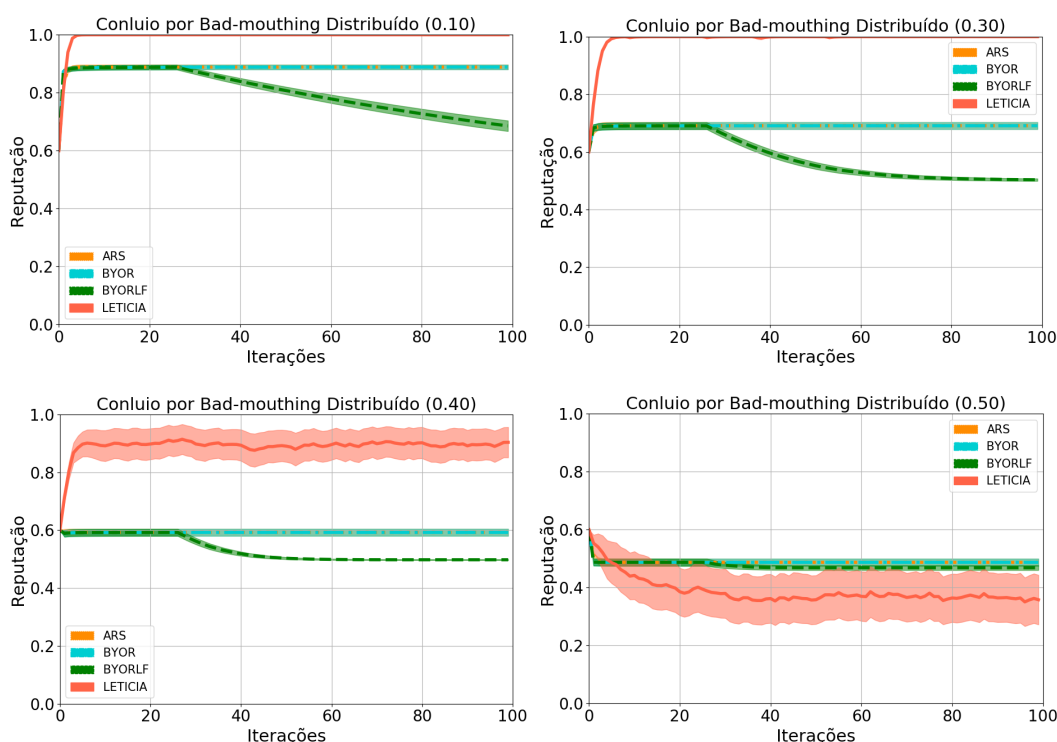 Conluio por Bad-mouthing Distribuído (0.10)
1.0
0.8
0.6
0.4
0.2
0.0
Reputação
ARS
BYOR
BYORLF
LETICIA
0 20 40 60 80 100
Iterações
Conluio por Bad-mouthing Distribuído (0.30)
1.0
0.8
0.6
0.4
0.2
0.0
Reputação
ARS
BYOR
BYORLF
LETICIA
0 20 40 60 80 100
Iterações
Conluio por Bad-mouthing Distribuído (0.40)
1.0
0.8
0.6
0.4
0.2
0.0
Reputação
ARS
BYOR
BYORLF
LETICIA
0 20 40 60 80 100
Iterações
Conluio por Bad-mouthing Distribuído (0.50)
1.0
0.8
0.6
0.4
0.2
0.0
Reputação
ARS
BYOR
BYORLF
LETICIA
0 20 40 60 80 100
Iterações